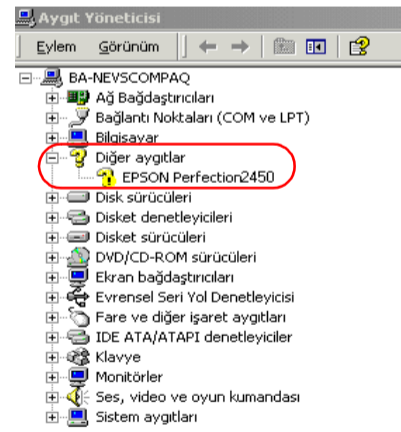 Aygıt Yöneticisi
Eylem Görünüm
BA-NEVSCOMPAQ
Ağ Bağdaştırıcıları
Bağlantı Noktaları (COM ve LPT)
Bilgisayar
Diğer aygıtlar
EPSON Perfection2450
Disk sürücüleri
Disket denetleyicileri
Disket sürücüleri
DVD/CD-ROM sürücüleri
Ekran bağdaştırıcıları
Evrensel Seri Yol Denetleyicisi
Fare ve diğer işaret aygıtları
IDE ATA/ATAPI denetleyiciler
Klavye
Monitörler
Ses, video ve oyun kumandası
Sistem aygıtları